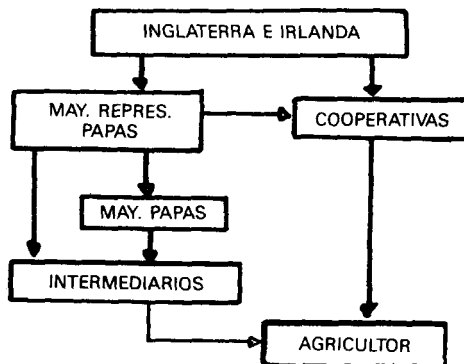 INGLATERRA E IRLANDA
MAY. REPRES.
PAPAS
COOPERATIVAS
MAY. PAPAS
INTERMEDIARIOS
AGRICULTOR